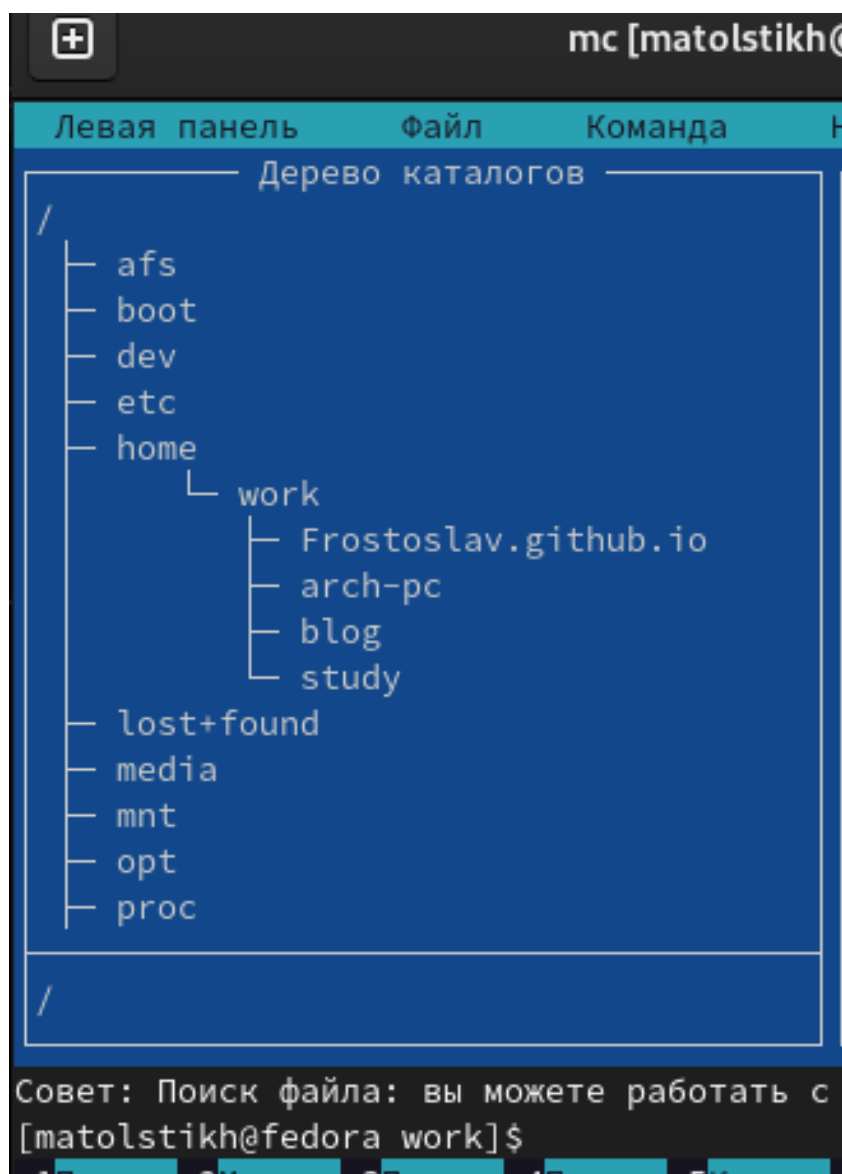 mc [matolstikh@
Левая панель Файл Команда
Дерево каталогов
/
afs
boot
dev
etc
home
work
Frostoslav.github.io
arch-pc
blog
study
lost+found
media
mnt
opt
proc
/
Совет: Поиск файла: вы можете работать с
[matolstikh@fedora work]$